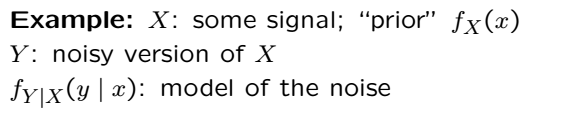 Example: X: some signal; “prior” f_X(x)
Y: noisy version of X
f_{Y|X}(y | x): model of the noise